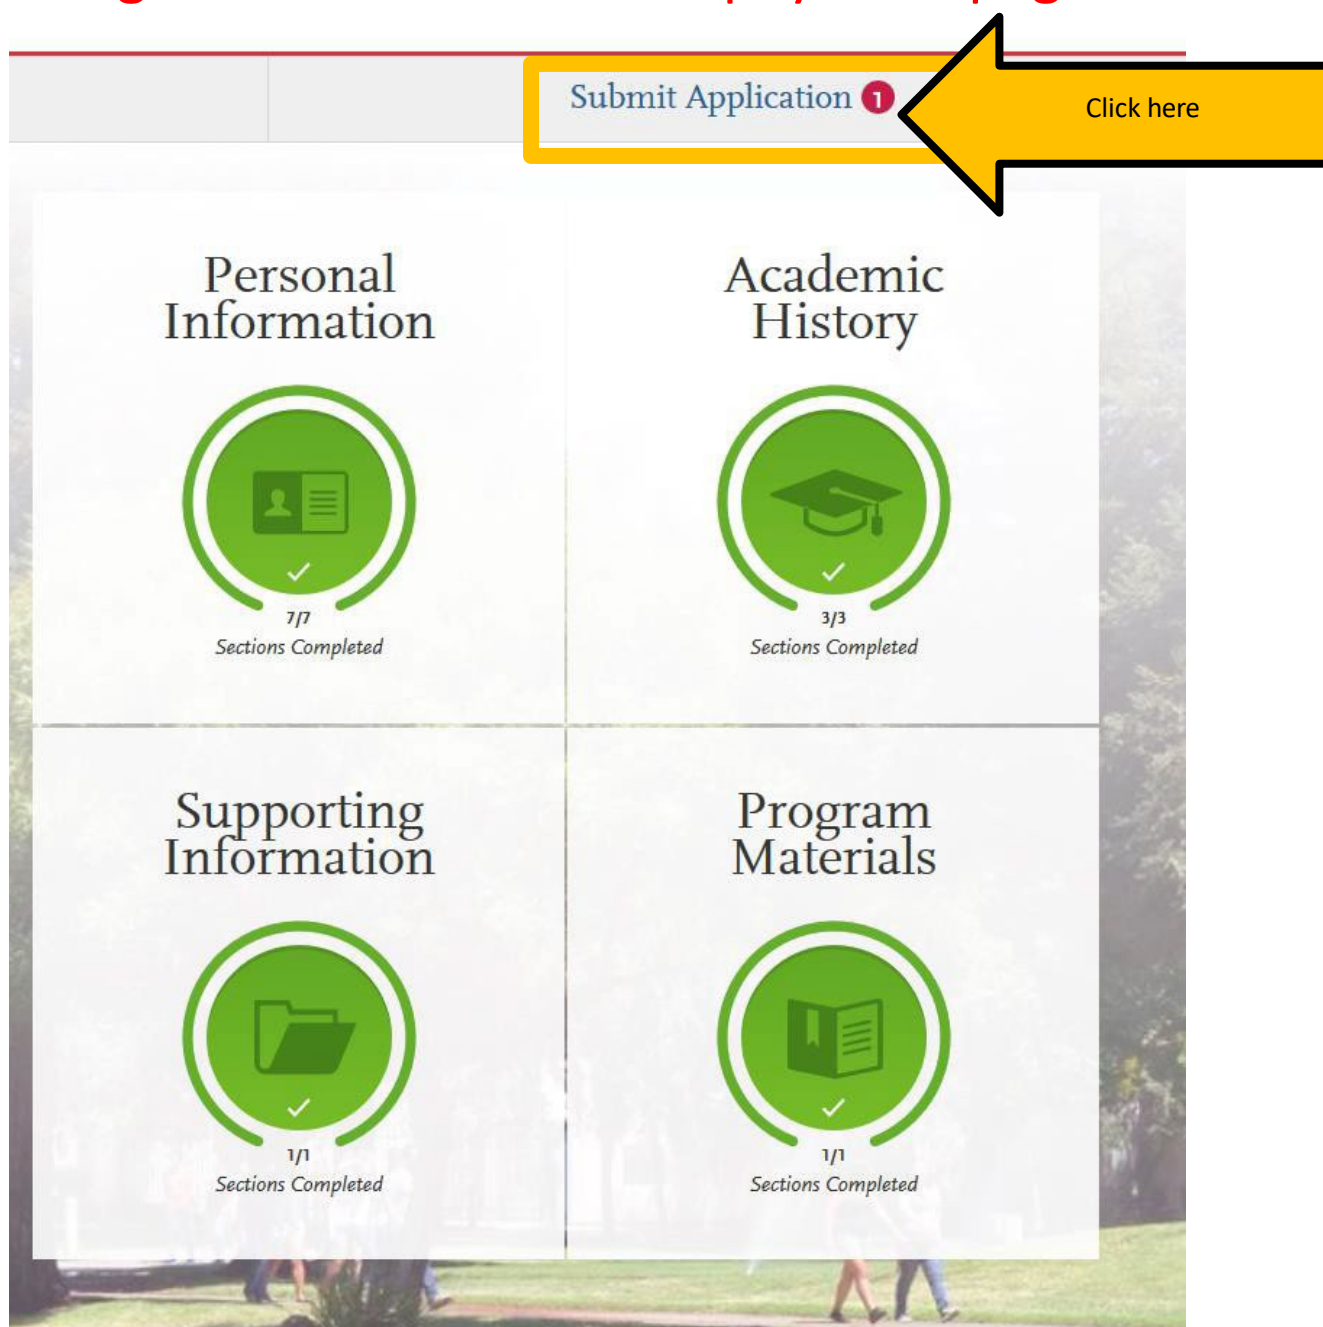 Submit Application 1
Click here
Personal
Information
Academic
History
7/7
Sections Completed
3/3
Sections Completed
Supporting
Information
Program
Materials
1/1
Sections Completed
1/1
Sections Completed